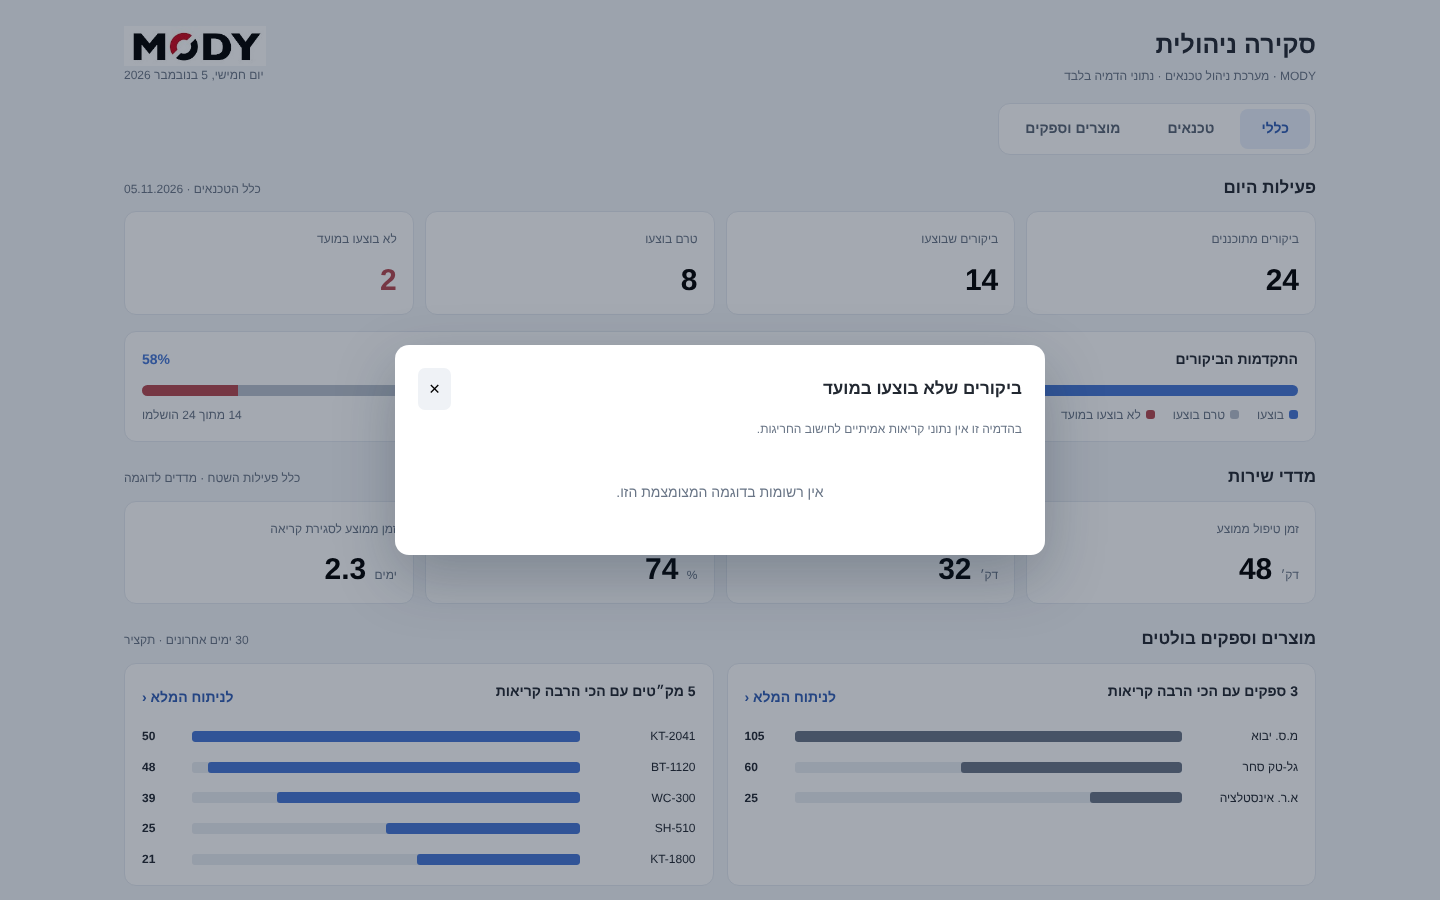 סקירה ניהולית
MODY · מערכת ניהול טכנאים · נתוני הדמיה בלבד
MODY
יום חמישי, 5 בנובמבר 2026
כללי
טכנאים
מוצרים וספקים
פעילות היום
כלל הטכנאים · 05.11.2026
ביקורים מתוכננים
24
ביקורים שבוצעו
14
טרם בוצעו
8
לא בוצעו במועד
2
התקדמות הביקורים
58%
בוצעו
טרם בוצעו
לא בוצעו במועד
14 מתוך 24 הושלמו
ביקורים שלא בוצעו במועד
×
בהדמיה זו אין נתוני קריאות אמיתיים לחישוב החריגות.
אין רשומות בדוגמה המצומצמת הזו.
מדדי שירות
כלל פעילות השטח · מדדים לדוגמה
זמן טיפול ממוצע
48 דק׳
32 דק׳
74 %
זמן ממוצע לסגירת קריאה
2.3 ימים
מוצרים וספקים בולטים
30 ימים אחרונים · תקציר
3 ספקים עם הכי הרבה קריאות
לניתוח המלא ›
מ.ס. יבוא 105
גל-טק סחר 60
א.ר. אינסטלציה 25
5 מק״טים עם הכי הרבה קריאות
לניתוח המלא ›
KT-2041 50
BT-1120 48
WC-300 39
SH-510 25
KT-1800 21